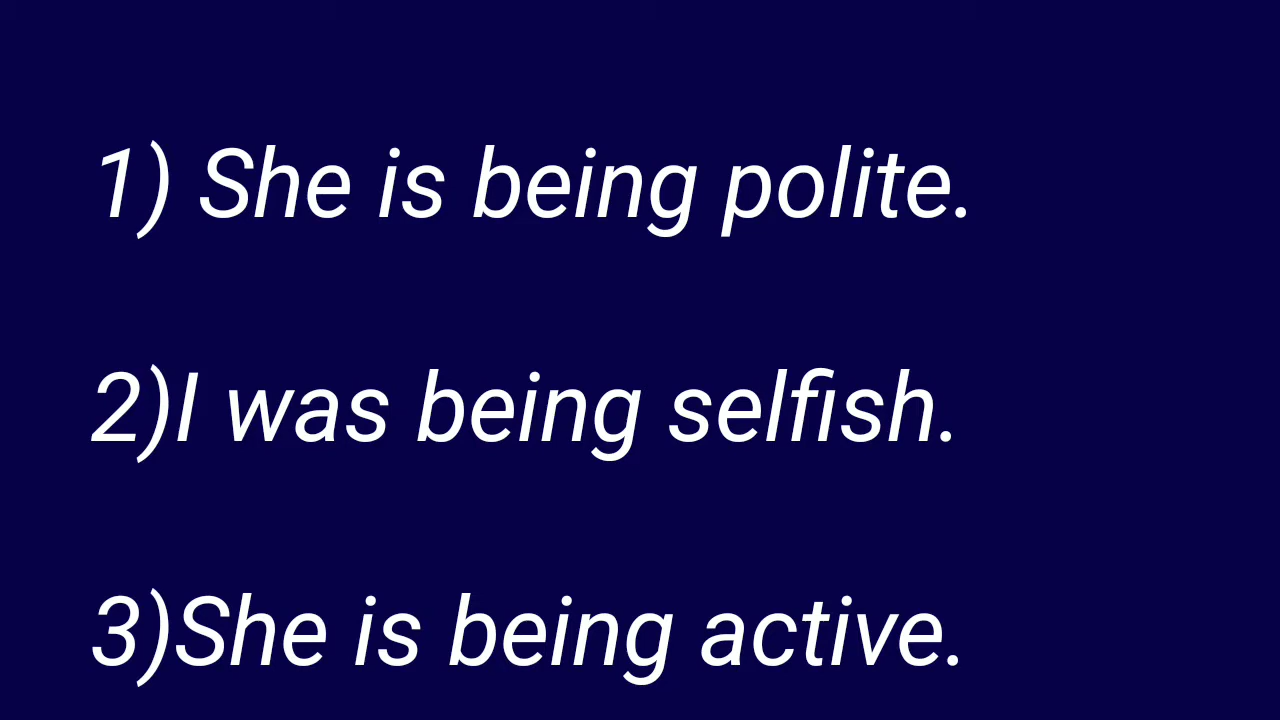 1) She is being polite.
2)I was being selfish.
3)She is being active.